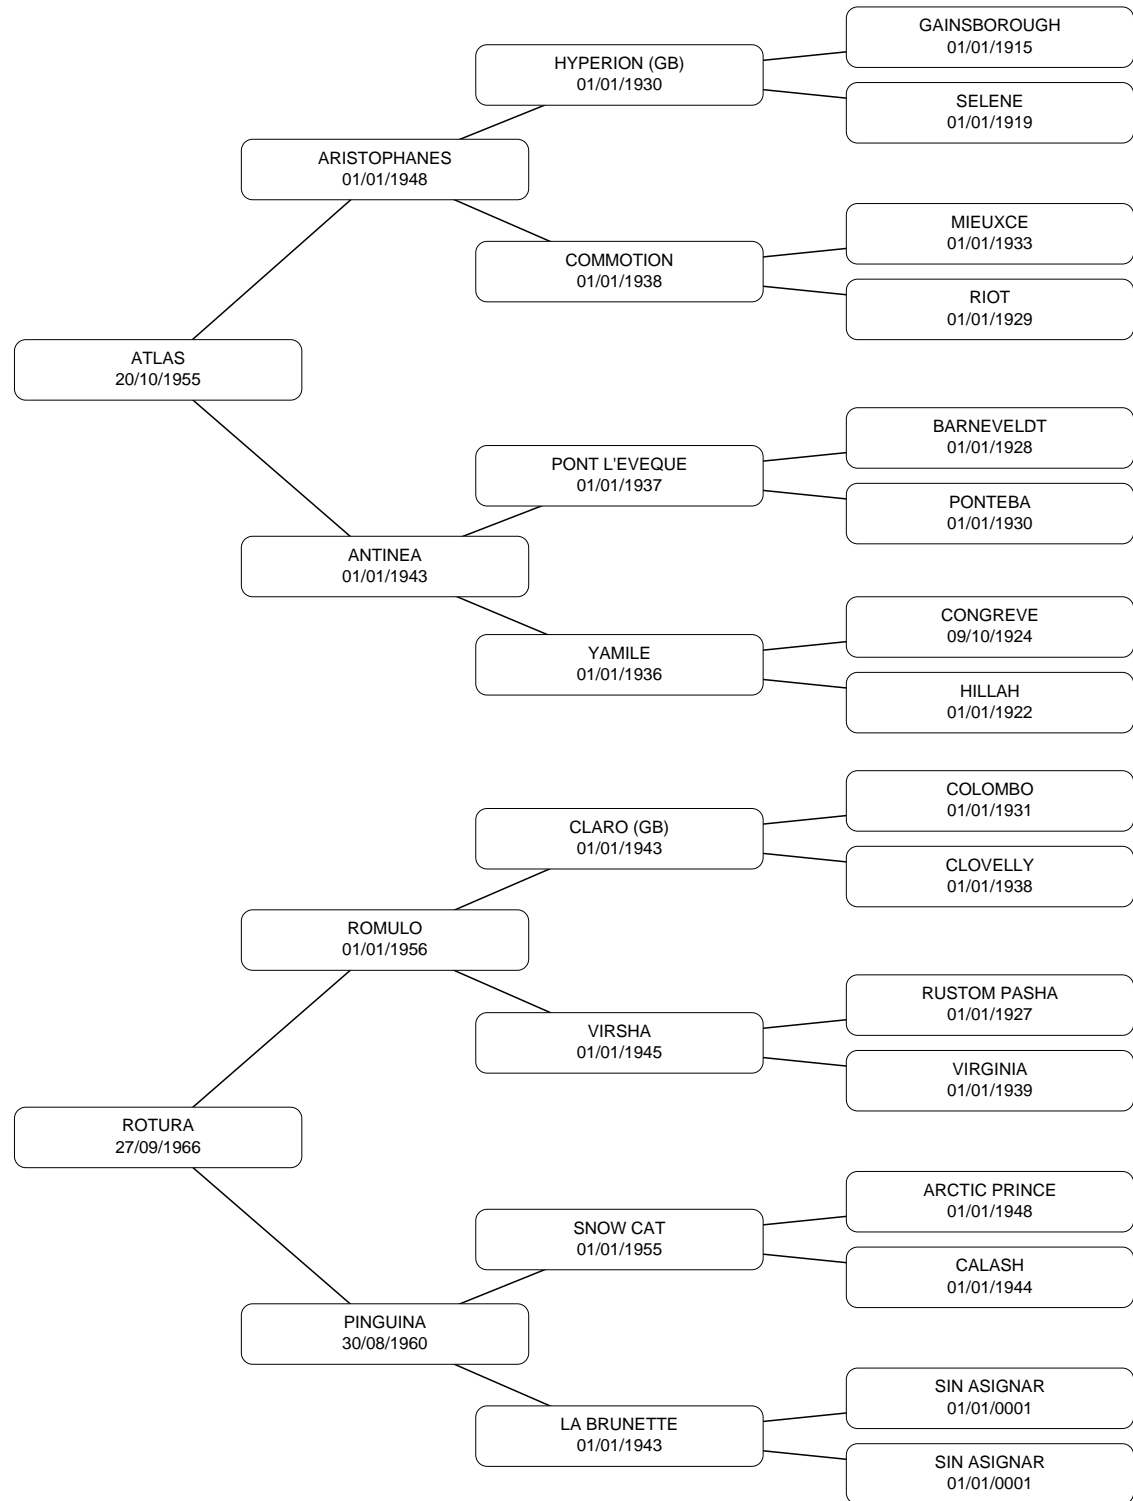 GAINSBOROUGH
01/01/1915
HYPERION (GB)
01/01/1930
SELENE
01/01/1919
ARISTOPHANES
01/01/1948
MIEUXCE
01/01/1933
COMMOTION
01/01/1938
RIOT
01/01/1929
ATLAS
20/10/1955
BARNEVELDT
01/01/1928
PONT L'EVEQUE
01/01/1937
PONTEBA
01/01/1930
ANTINEA
01/01/1943
CONGREVE
09/10/1924
YAMILE
01/01/1936
HILLAH
01/01/1922
COLOMBO
01/01/1931
CLARO (GB)
01/01/1943
CLOVELLY
01/01/1938
ROMULO
01/01/1956
RUSTOM PASHA
01/01/1927
VIRSHA
01/01/1945
VIRGINIA
01/01/1939
ROTURA
27/09/1966
ARCTIC PRINCE
01/01/1948
SNOW CAT
01/01/1955
CALASH
01/01/1944
PINGUINA
30/08/1960
SIN ASIGNAR
01/01/0001
LA BRUNETTE
01/01/1943
SIN ASIGNAR
01/01/0001